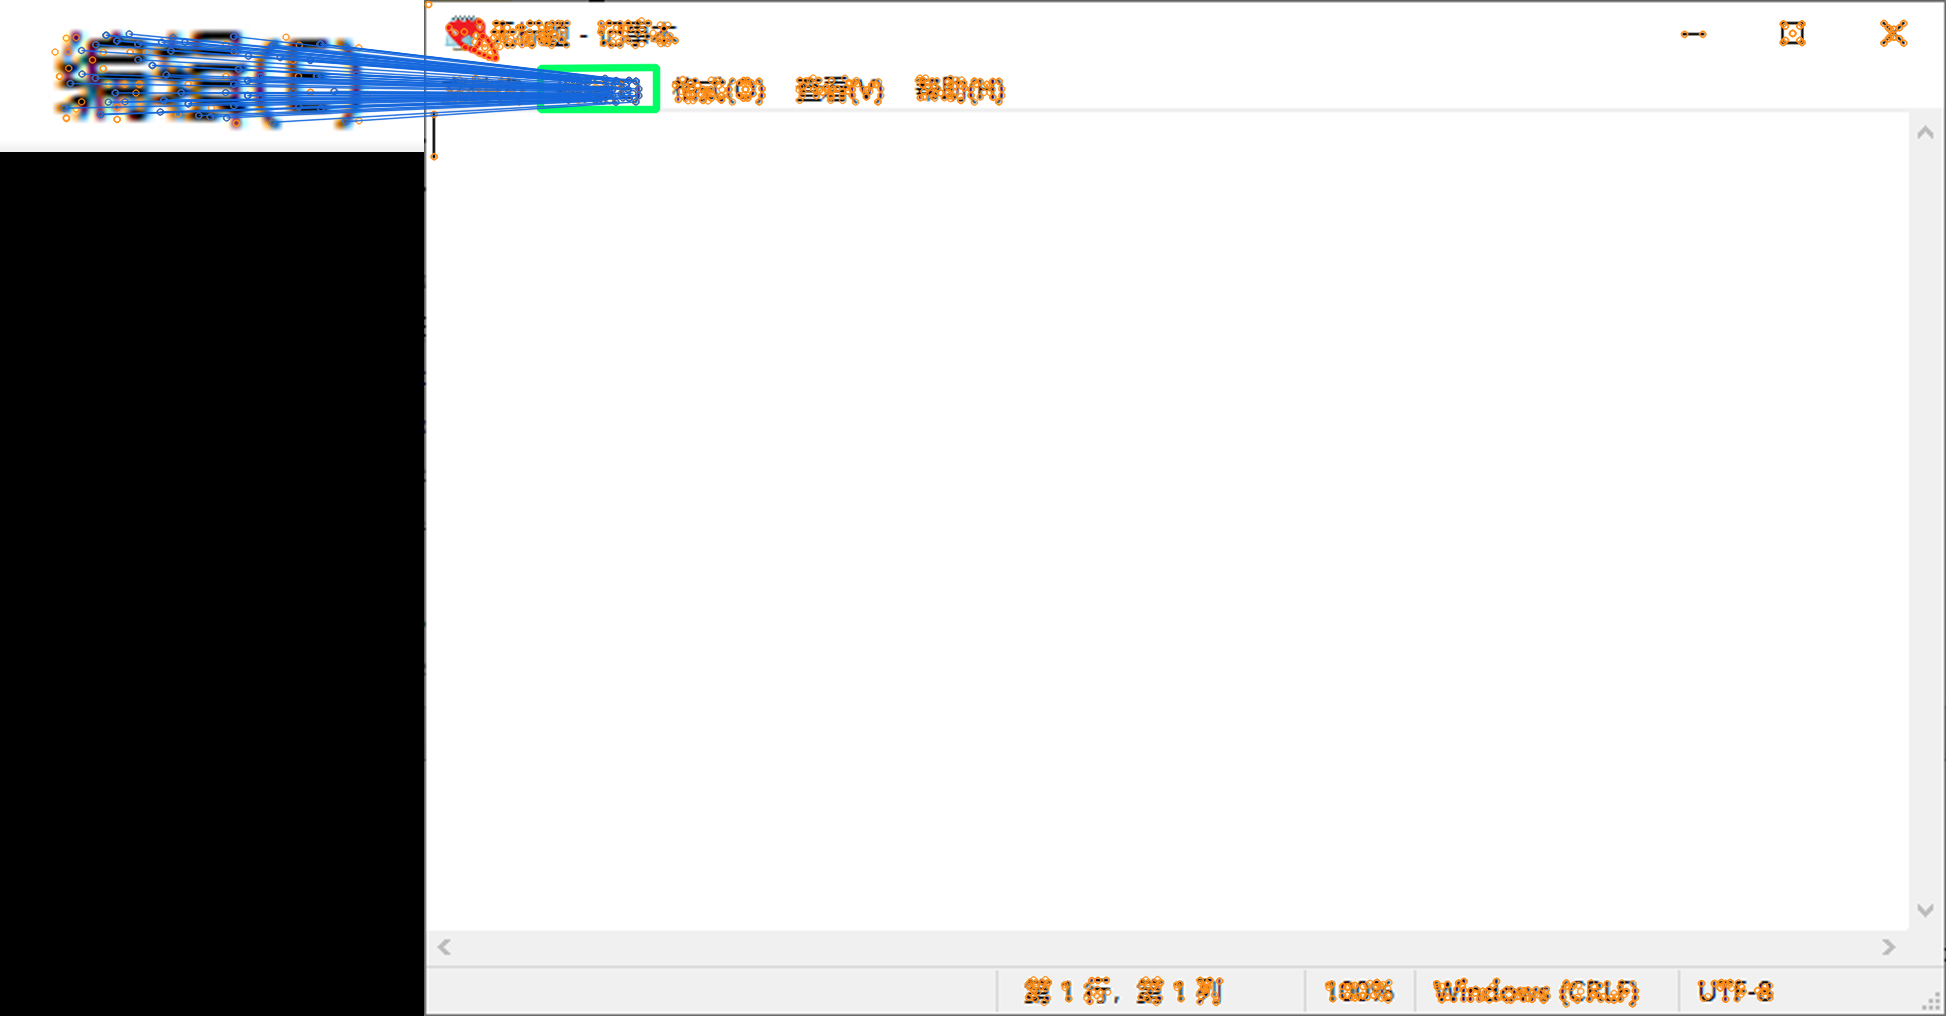 编辑(E)
无标题 - 记事本
格式(O) 查看(V) 帮助(H)
第 1 行, 第 1 列 100% Windows (CRLF) UTF-8